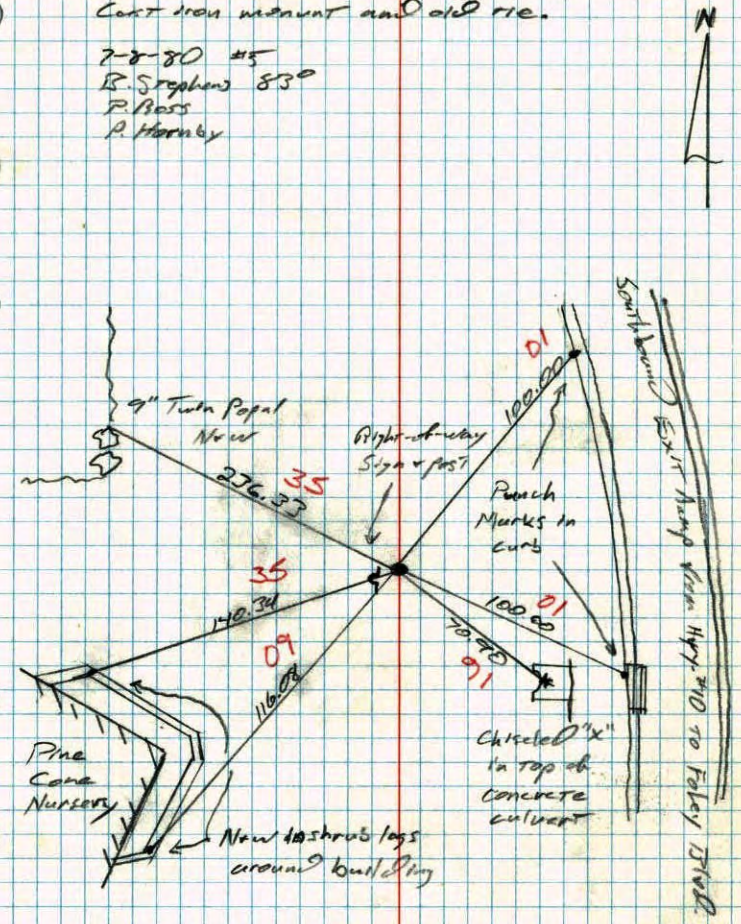 Cast iron monunt and old tie.
7-8-80 #5
B. Stephens 83°
P. Boss
P. Hornby
N
9" Twin Popal
New
236.33
35
Right-of-way
Sign & post
01
100.00
Punch
Marks in
curb
Southbound Exit Ramp from Hwy. #10 to Foley Blvd.
35
140.34
09
116.08
100.00
01
70.90
91
Pine
Cone
Nursery
Chiseled "X"
in top of
concrete
culvert
New logs
around building